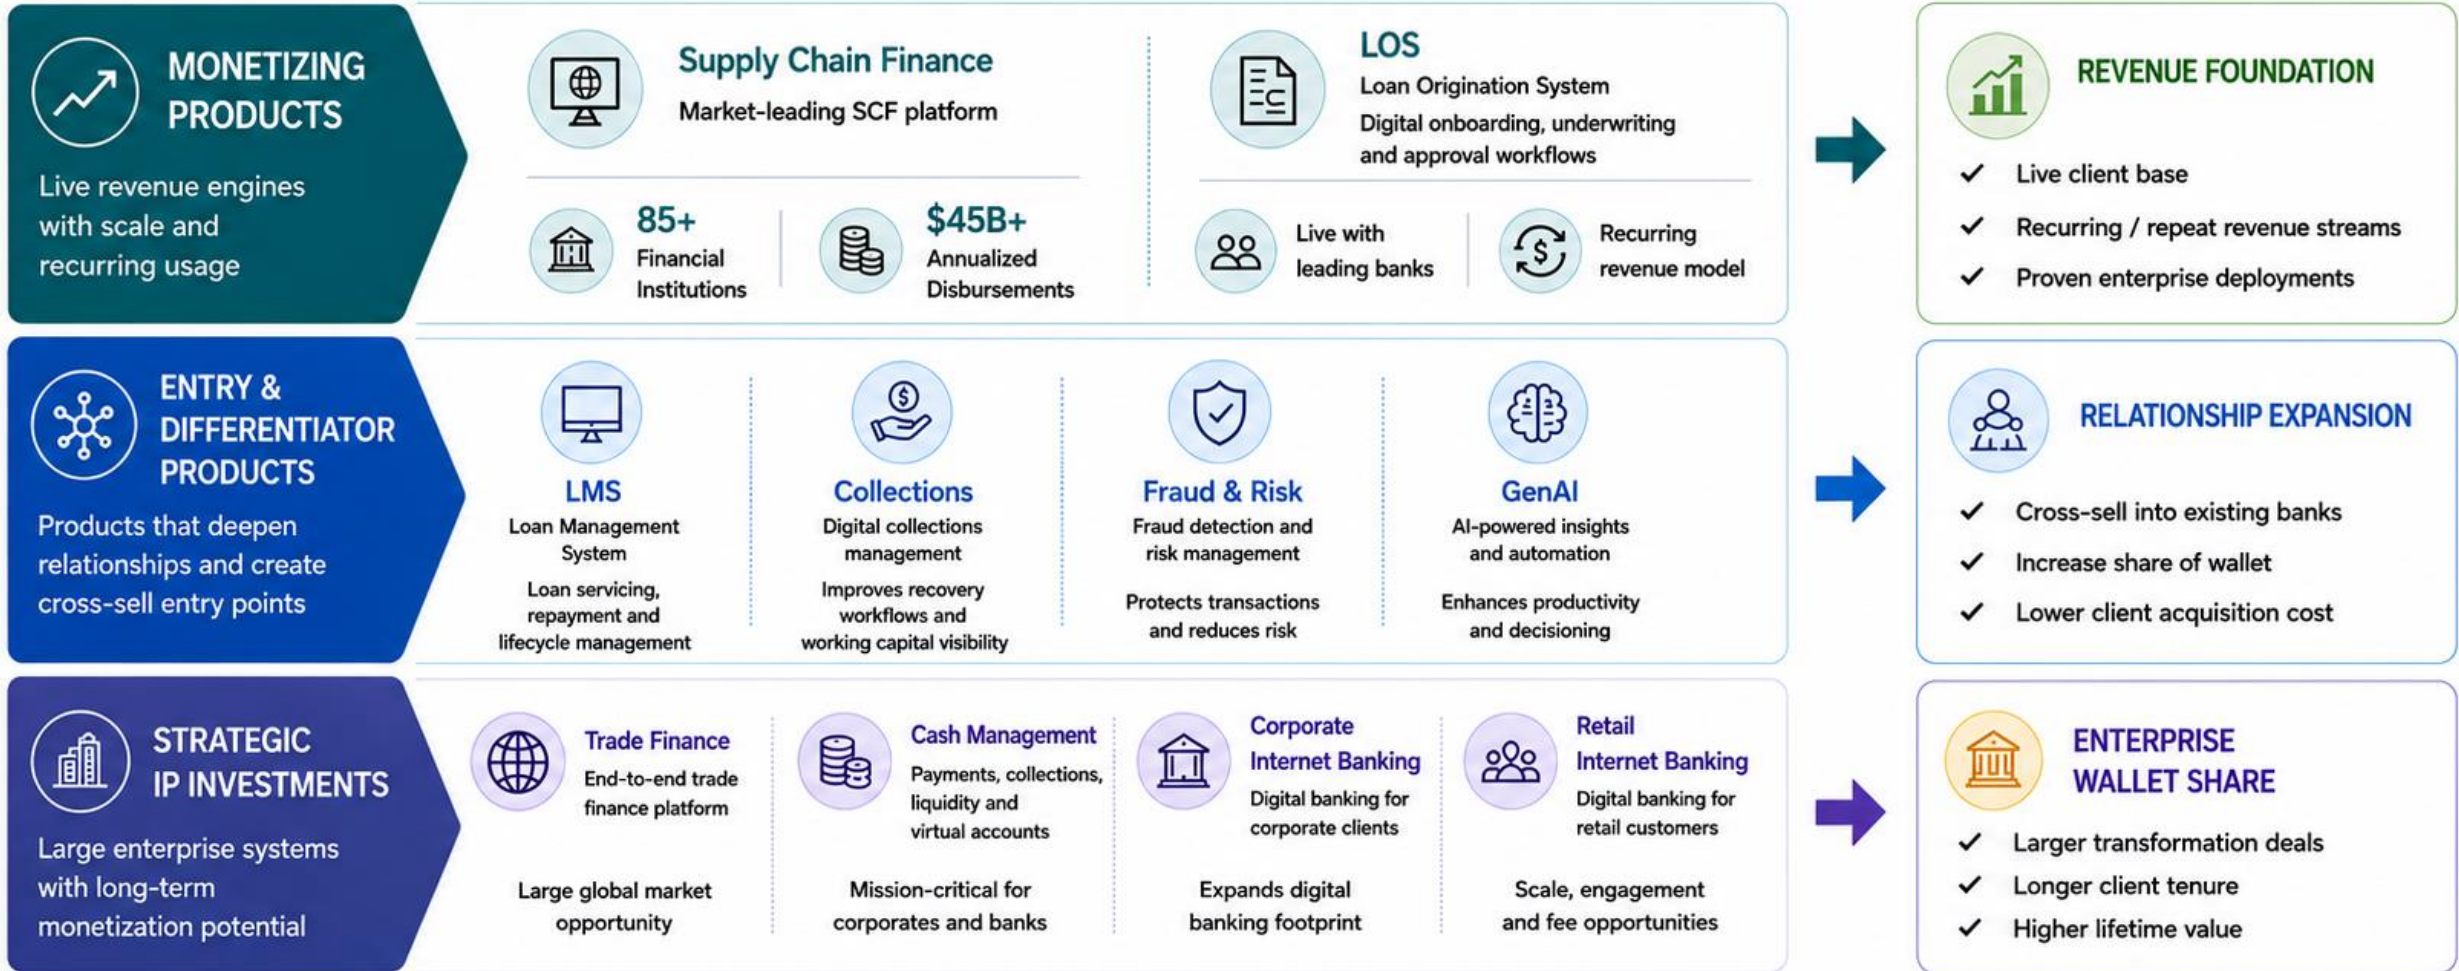 MONETIZING
PRODUCTS
Live revenue engines
with scale and
recurring usage
Supply Chain Finance
Market-leading SCF platform
85+
Financial
Institutions
$45B+
Annualized
Disbursements
LOS
Loan Origination System
Digital onboarding, underwriting
and approval workflows
Live with
leading banks
Recurring
revenue model
REVENUE FOUNDATION
Live client base
Recurring / repeat revenue streams
Proven enterprise deployments
ENTRY &
DIFFERENTIATOR
PRODUCTS
Products that deepen
relationships and create
cross-sell entry points
LMS
Loan Management
System
Loan servicing,
repayment and
lifecycle management
Collections
Digital collections
management
Improves recovery
workflows and
working capital visibility
Fraud & Risk
Fraud detection and
risk management
Protects transactions
and reduces risk
GenAI
AI-powered insights
and automation
Enhances productivity
and decisioning
RELATIONSHIP EXPANSION
Cross-sell into existing banks
Increase share of wallet
Lower client acquisition cost
STRATEGIC
IP INVESTMENTS
Large enterprise systems
with long-term
monetization potential
Trade Finance
End-to-end trade
finance platform
Large global market
opportunity
Cash Management
Payments, collections,
liquidity and
virtual accounts
Mission-critical for
corporates and banks
Corporate
Internet Banking
Digital banking for
corporate clients
Expands digital
banking footprint
Retail
Internet Banking
Digital banking for
retail customers
Scale, engagement
and fee opportunities
ENTERPRISE
WALLET SHARE
Larger transformation deals
Longer client tenure
Higher lifetime value